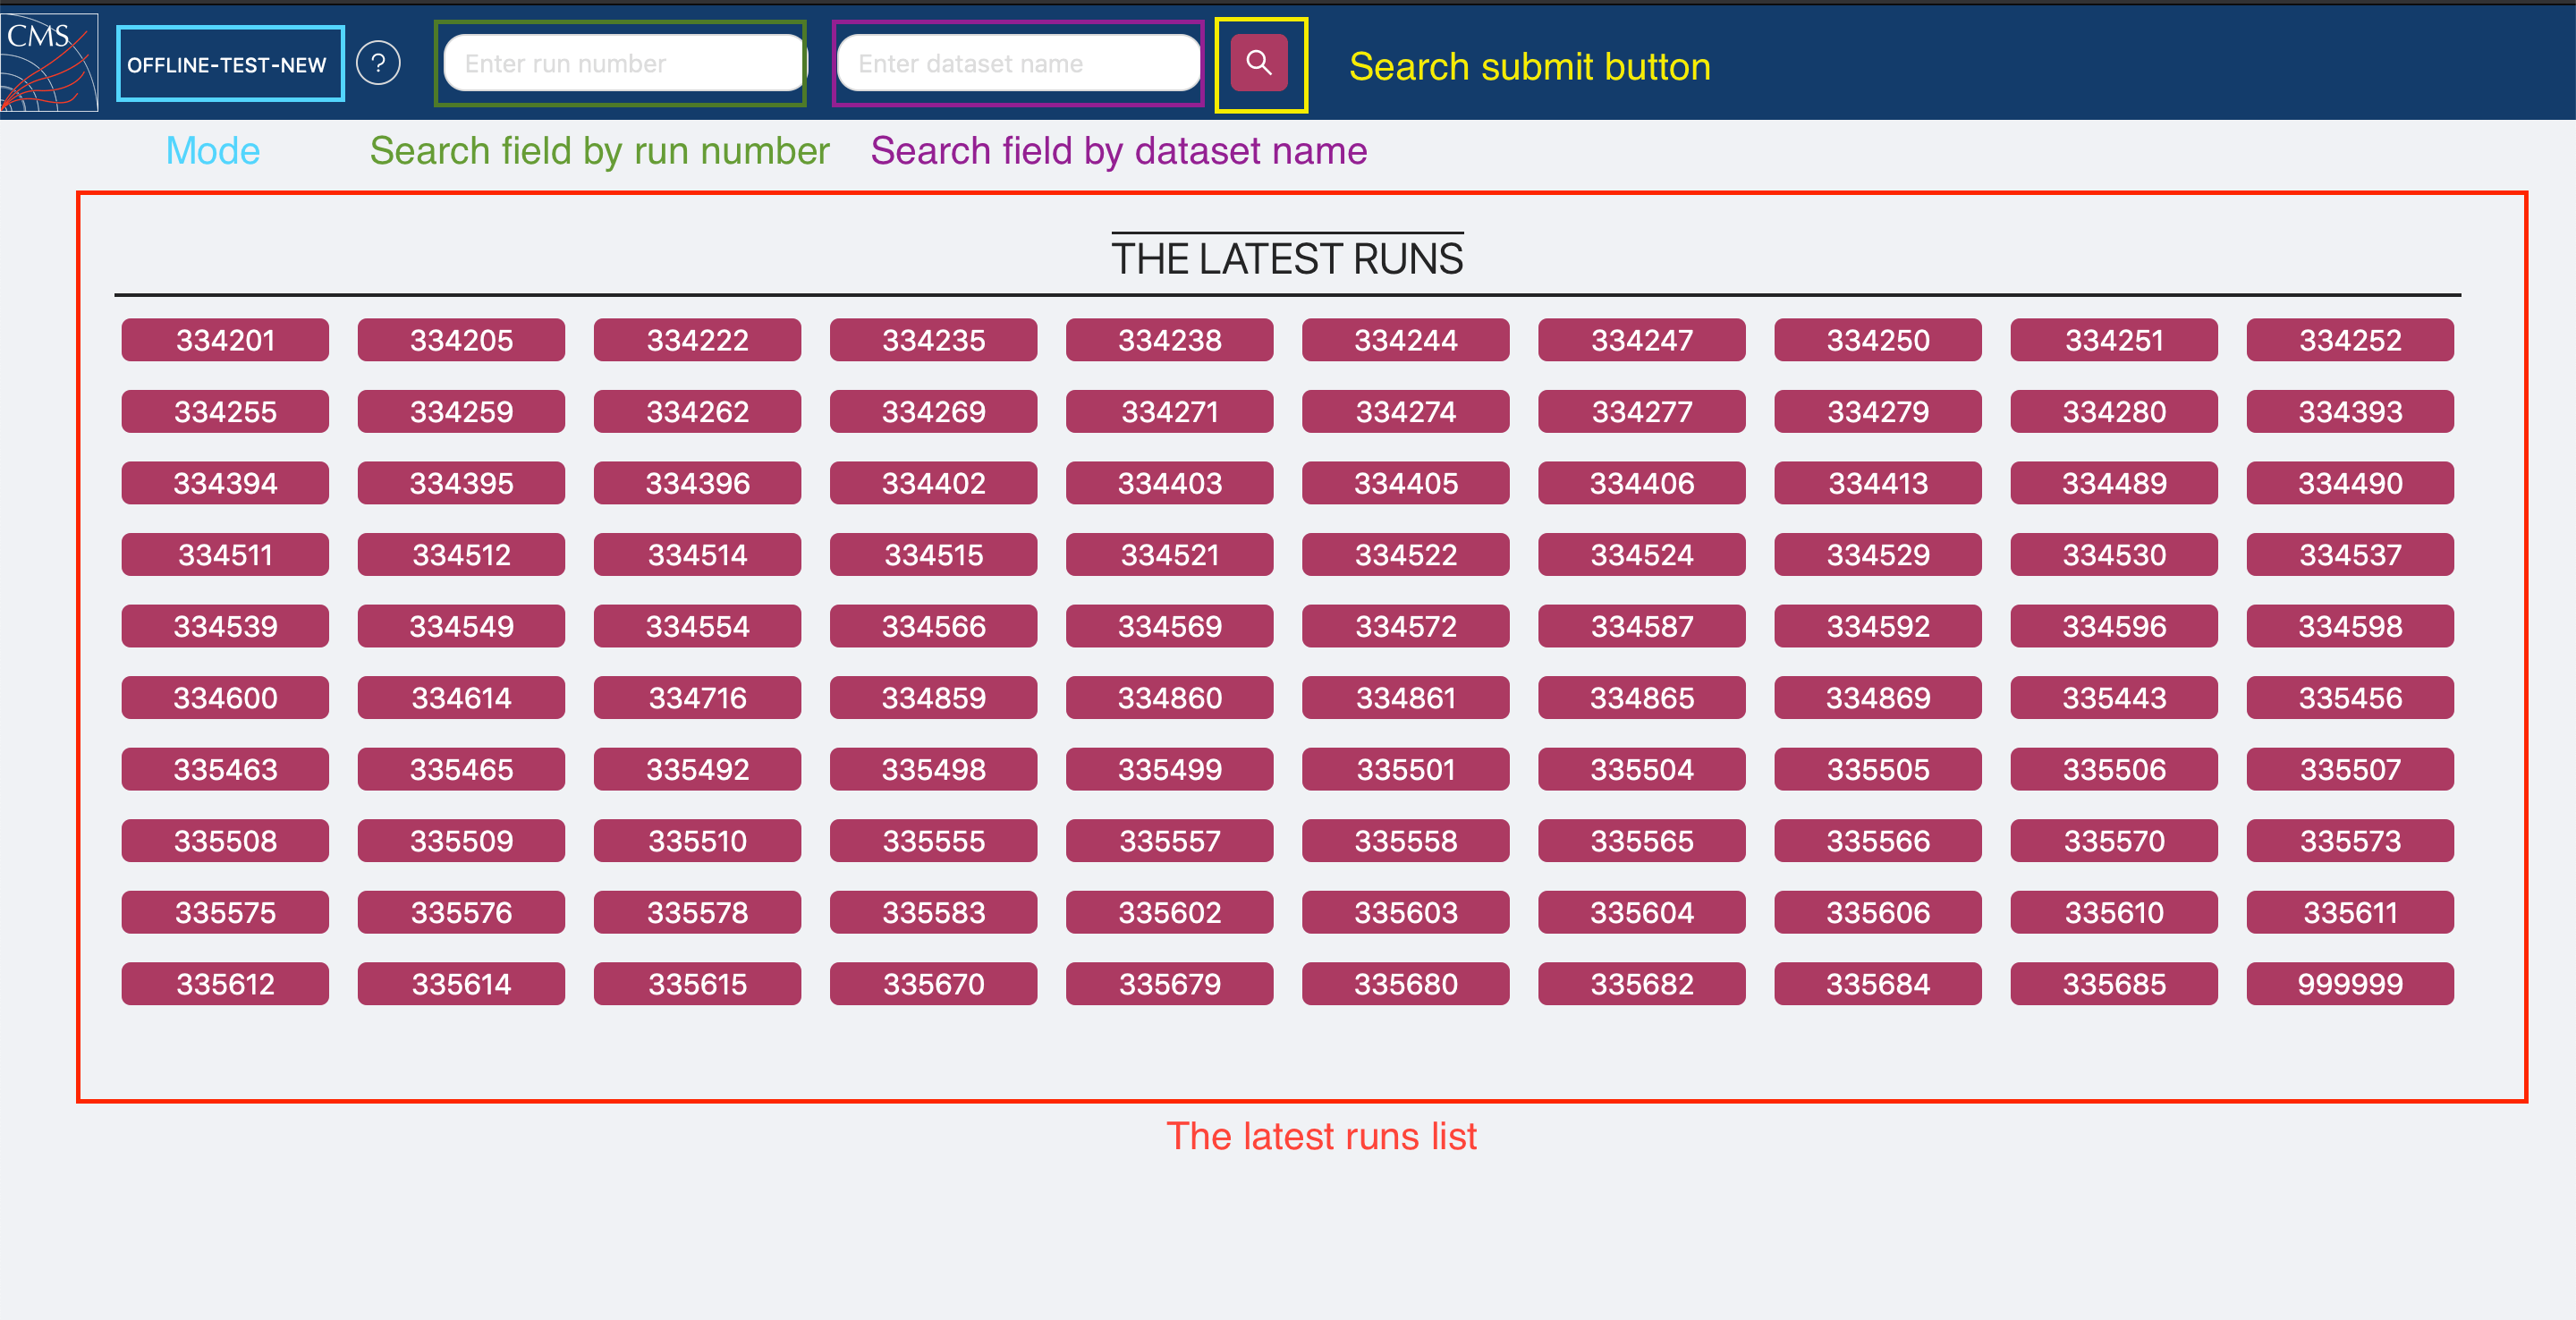 CMS
OFFLINE-TEST-NEW ? Enter run number Enter dataset name Search submit button
Mode Search field by run number Search field by dataset name
THE LATEST RUNS
334201 334205 334222 334235 334238 334244 334247 334250 334251 334252
334255 334259 334262 334269 334271 334274 334277 334279 334280 334393
334394 334395 334396 334402 334403 334405 334406 334413 334489 334490
334511 334512 334514 334515 334521 334522 334524 334529 334530 334537
334539 334549 334554 334566 334569 334572 334587 334592 334596 334598
334600 334614 334716 334859 334860 334861 334865 334869 335443 335456
335463 335465 335492 335498 335499 335501 335504 335505 335506 335507
335508 335509 335510 335555 335557 335558 335565 335566 335570 335573
335575 335576 335578 335583 335602 335603 335604 335606 335610 335611
335612 335614 335615 335670 335679 335680 335682 335684 335685 999999
The latest runs list